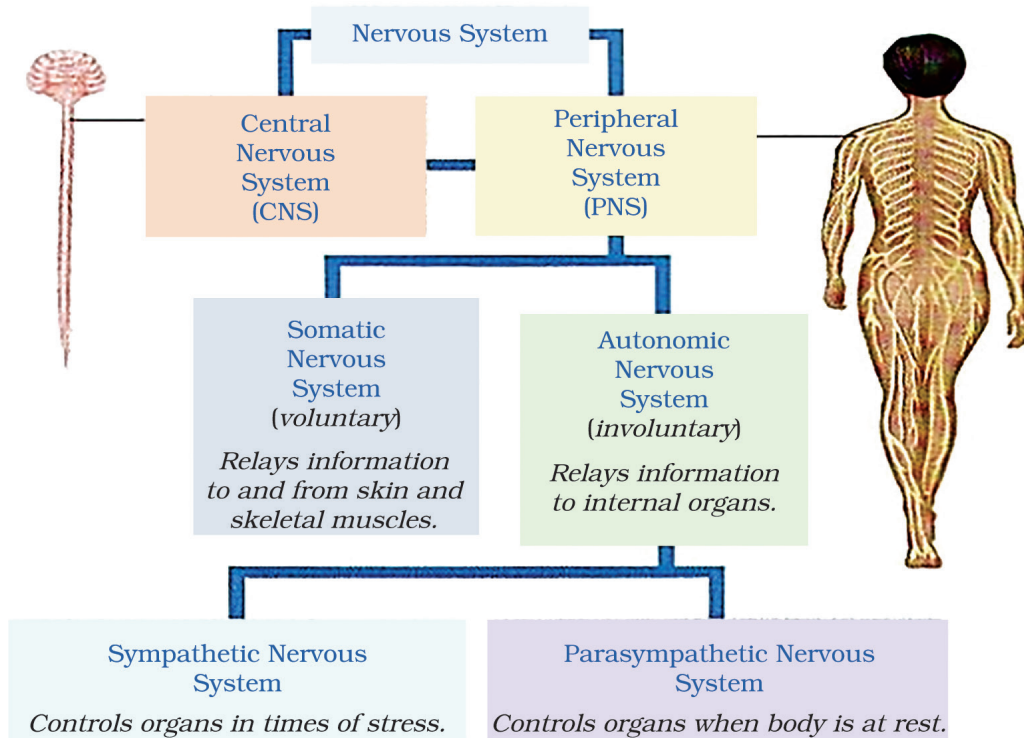 Nervous System
Central
Nervous
System
(CNS)
Peripheral
Nervous
System
(PNS)
Somatic
Nervous
System
(voluntary)
Relays information
to and from skin and
skeletal muscles.
Autonomic
Nervous
System
(involuntary)
Relays information
to internal organs.
Sympathetic Nervous
System
Controls organs in times of stress.
Parasympathetic Nervous
System
Controls organs when body is at rest.